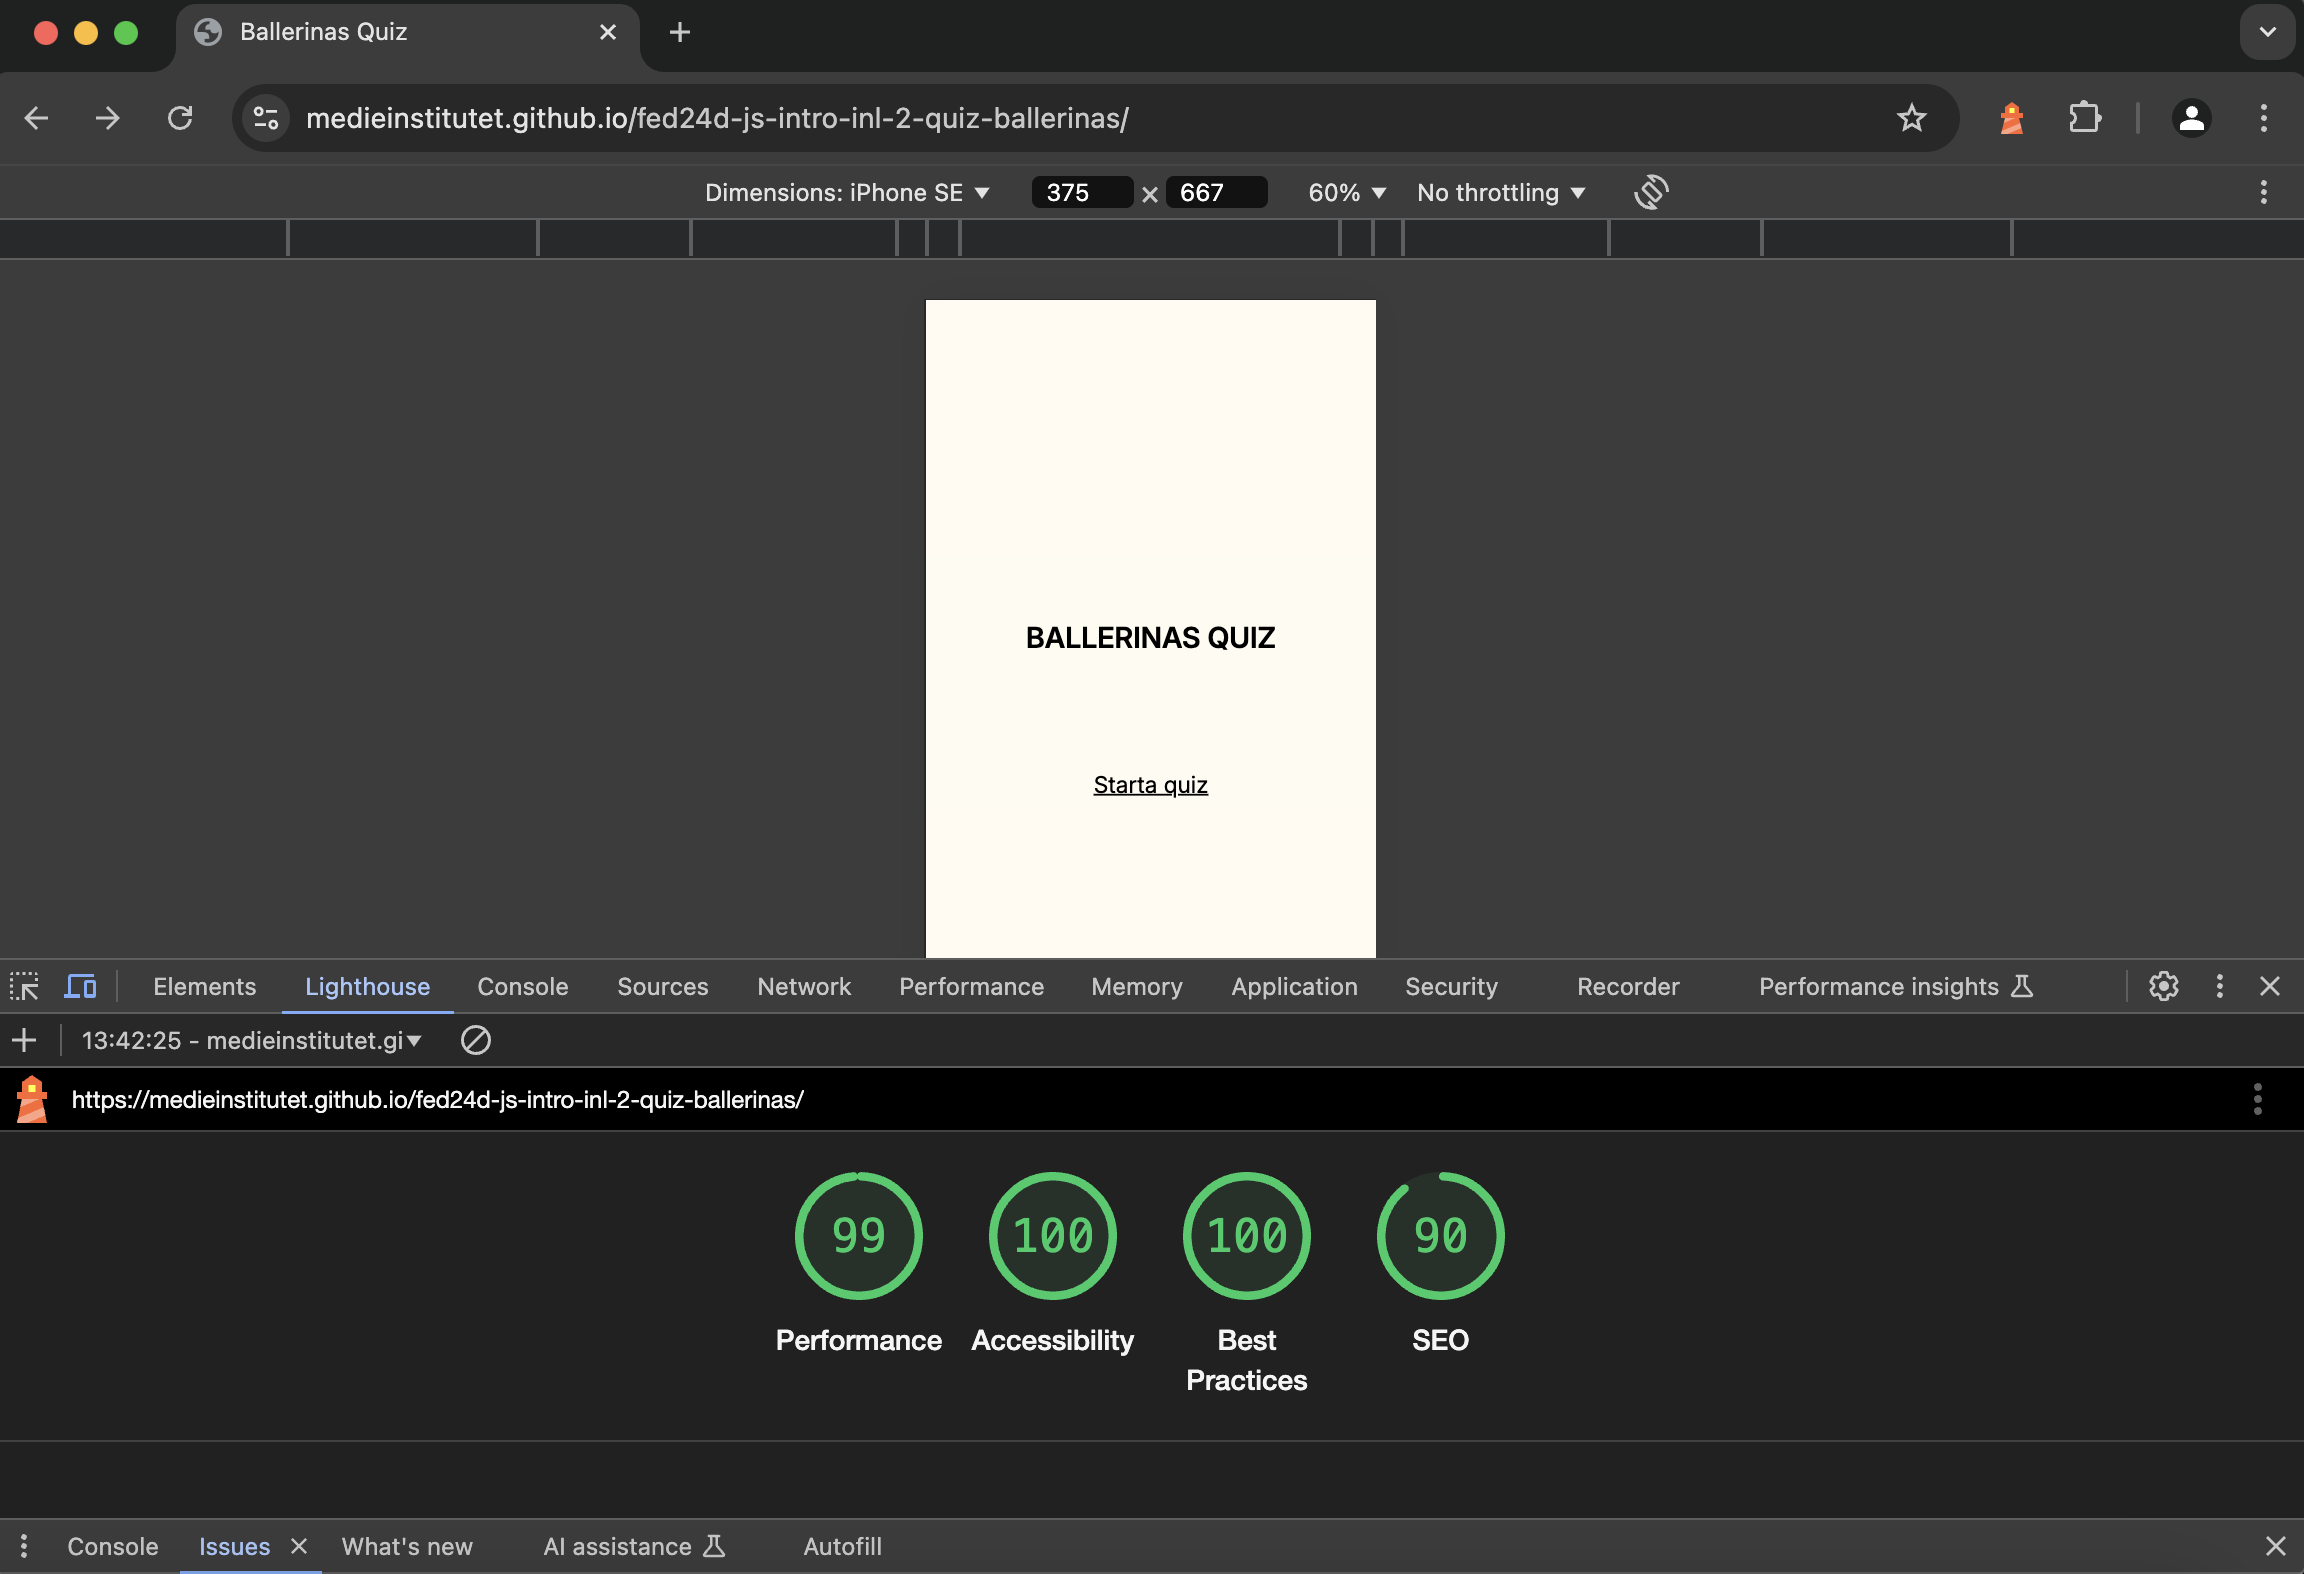 Ballerinas Quiz
medieinstitutet.github.io/fed24d-js-intro-inl-2-quiz-ballerinas/
Dimensions: iPhone SE 375 × 667 60% No throttling
BALLERINAS QUIZ
Starta quiz
Elements Lighthouse Console Sources Network Performance Memory Application Security Recorder Performance insights
13:42:25 - medieinstitutet.gi
https://medieinstitutet.github.io/fed24d-js-intro-inl-2-quiz-ballerinas/
99 100 100 90
Performance Accessibility Best Practices SEO
Console Issues What's new AI assistance Autofill